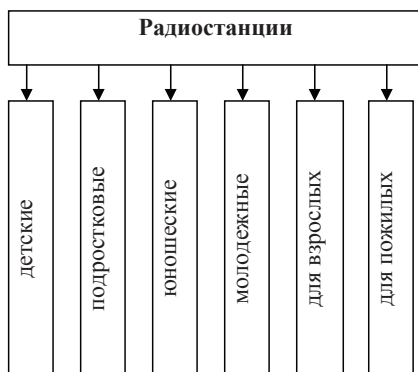 Радиостанции
детские
подростковые
юношеские
молодежные
для взрослых
для пожилых